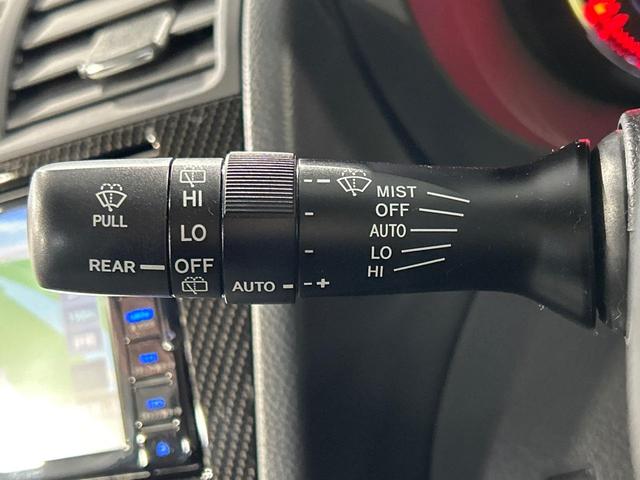 PULL
REAR
HI
LO
OFF
AUTO
- +
MIST
OFF
AUTO
LO
HI